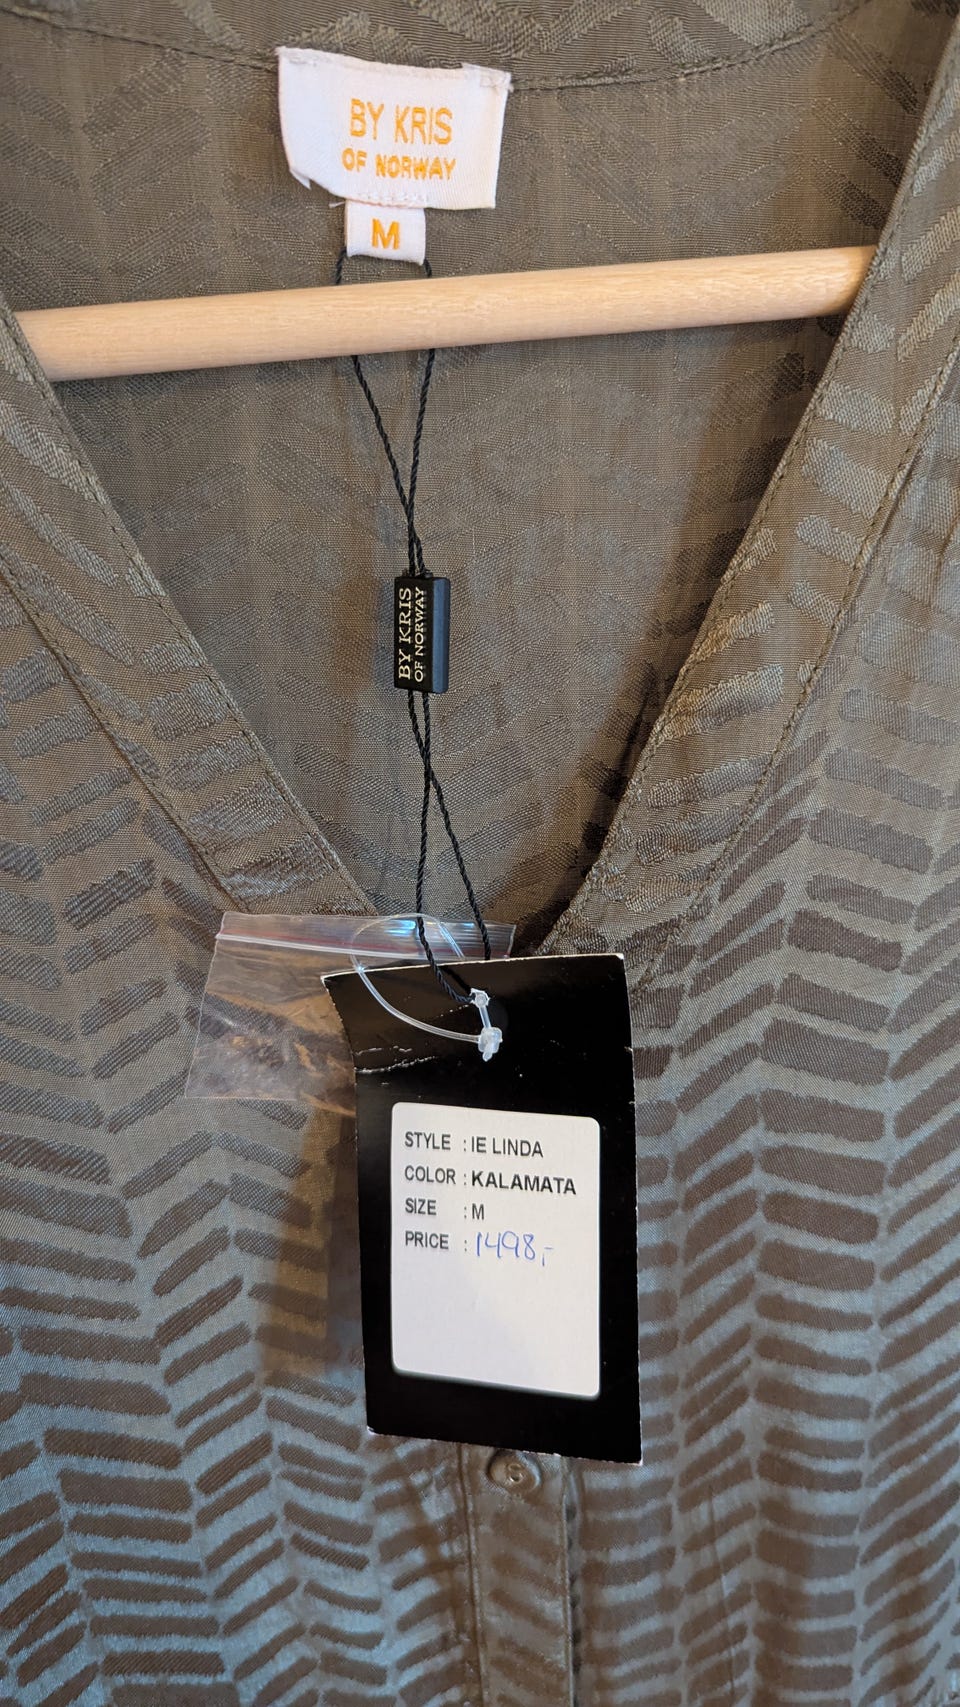 BY KRIS
OF NORWAY
M
BY KRIS
OF NORWAY
STYLE : IE LINDA
COLOR : KALAMATA
SIZE : M
PRICE : 1498,-